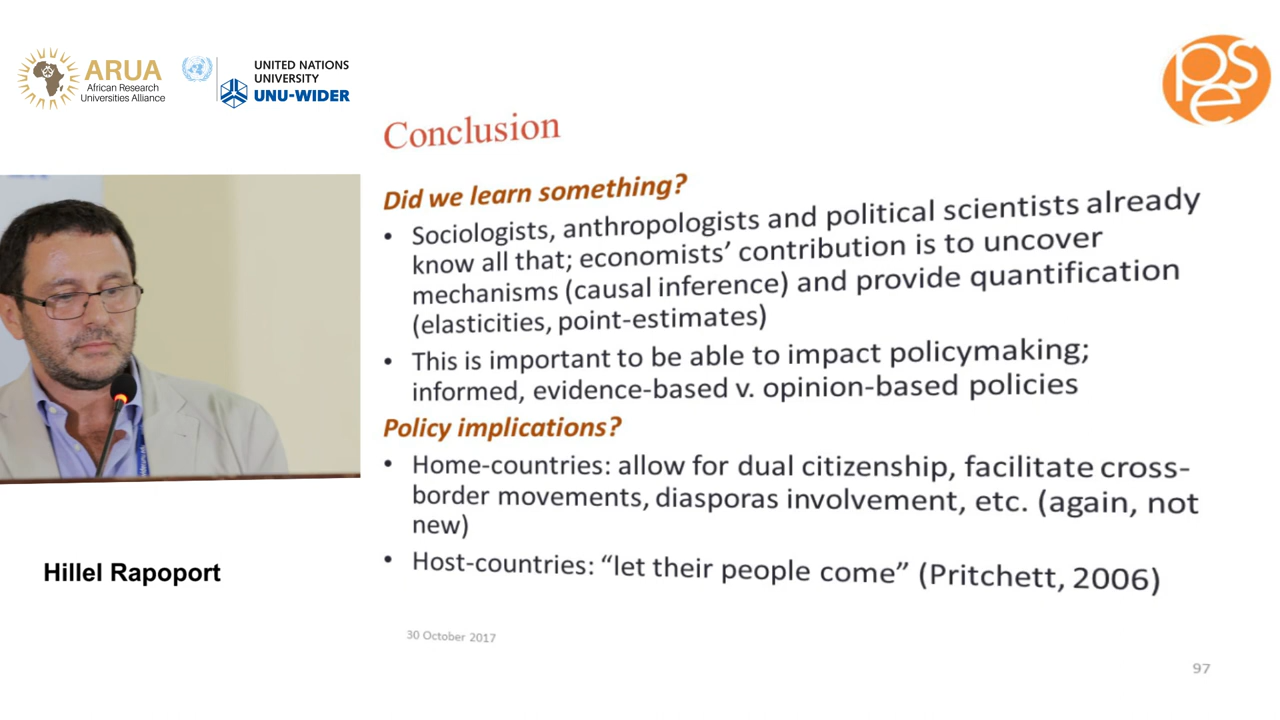 ARUA
African Research
Universities Alliance
UNITED NATIONS
UNIVERSITY
UNU-WIDER
pse
Conclusion
Did we learn something?
• Sociologists, anthropologists and political scientists already
know all that; economists’ contribution is to uncover
mechanisms (causal inference) and provide quantification
(elasticities, point-estimates)
• This is important to be able to impact policymaking;
informed, evidence-based v. opinion-based policies
Policy implications?
• Home-countries: allow for dual citizenship, facilitate cross-
border movements, diasporas involvement, etc. (again, not
new)
• Host-countries: “let their people come” (Pritchett, 2006)
Hillel Rapoport
30 October 2017
97